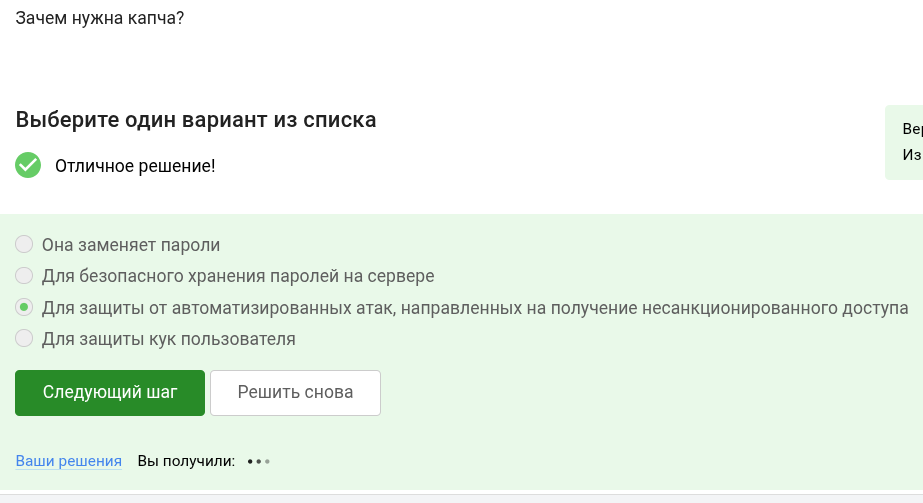 Зачем нужна капча?
Выберите один вариант из списка
Отличное решение!
Из
Она заменяет пароли
Для безопасного хранения паролей на сервере
Для защиты от автоматизированных атак, направленных на получение несанкционированного доступа
Для защиты кук пользователя
Следующий шаг
Решить снова
Ваши решения Вы получили: